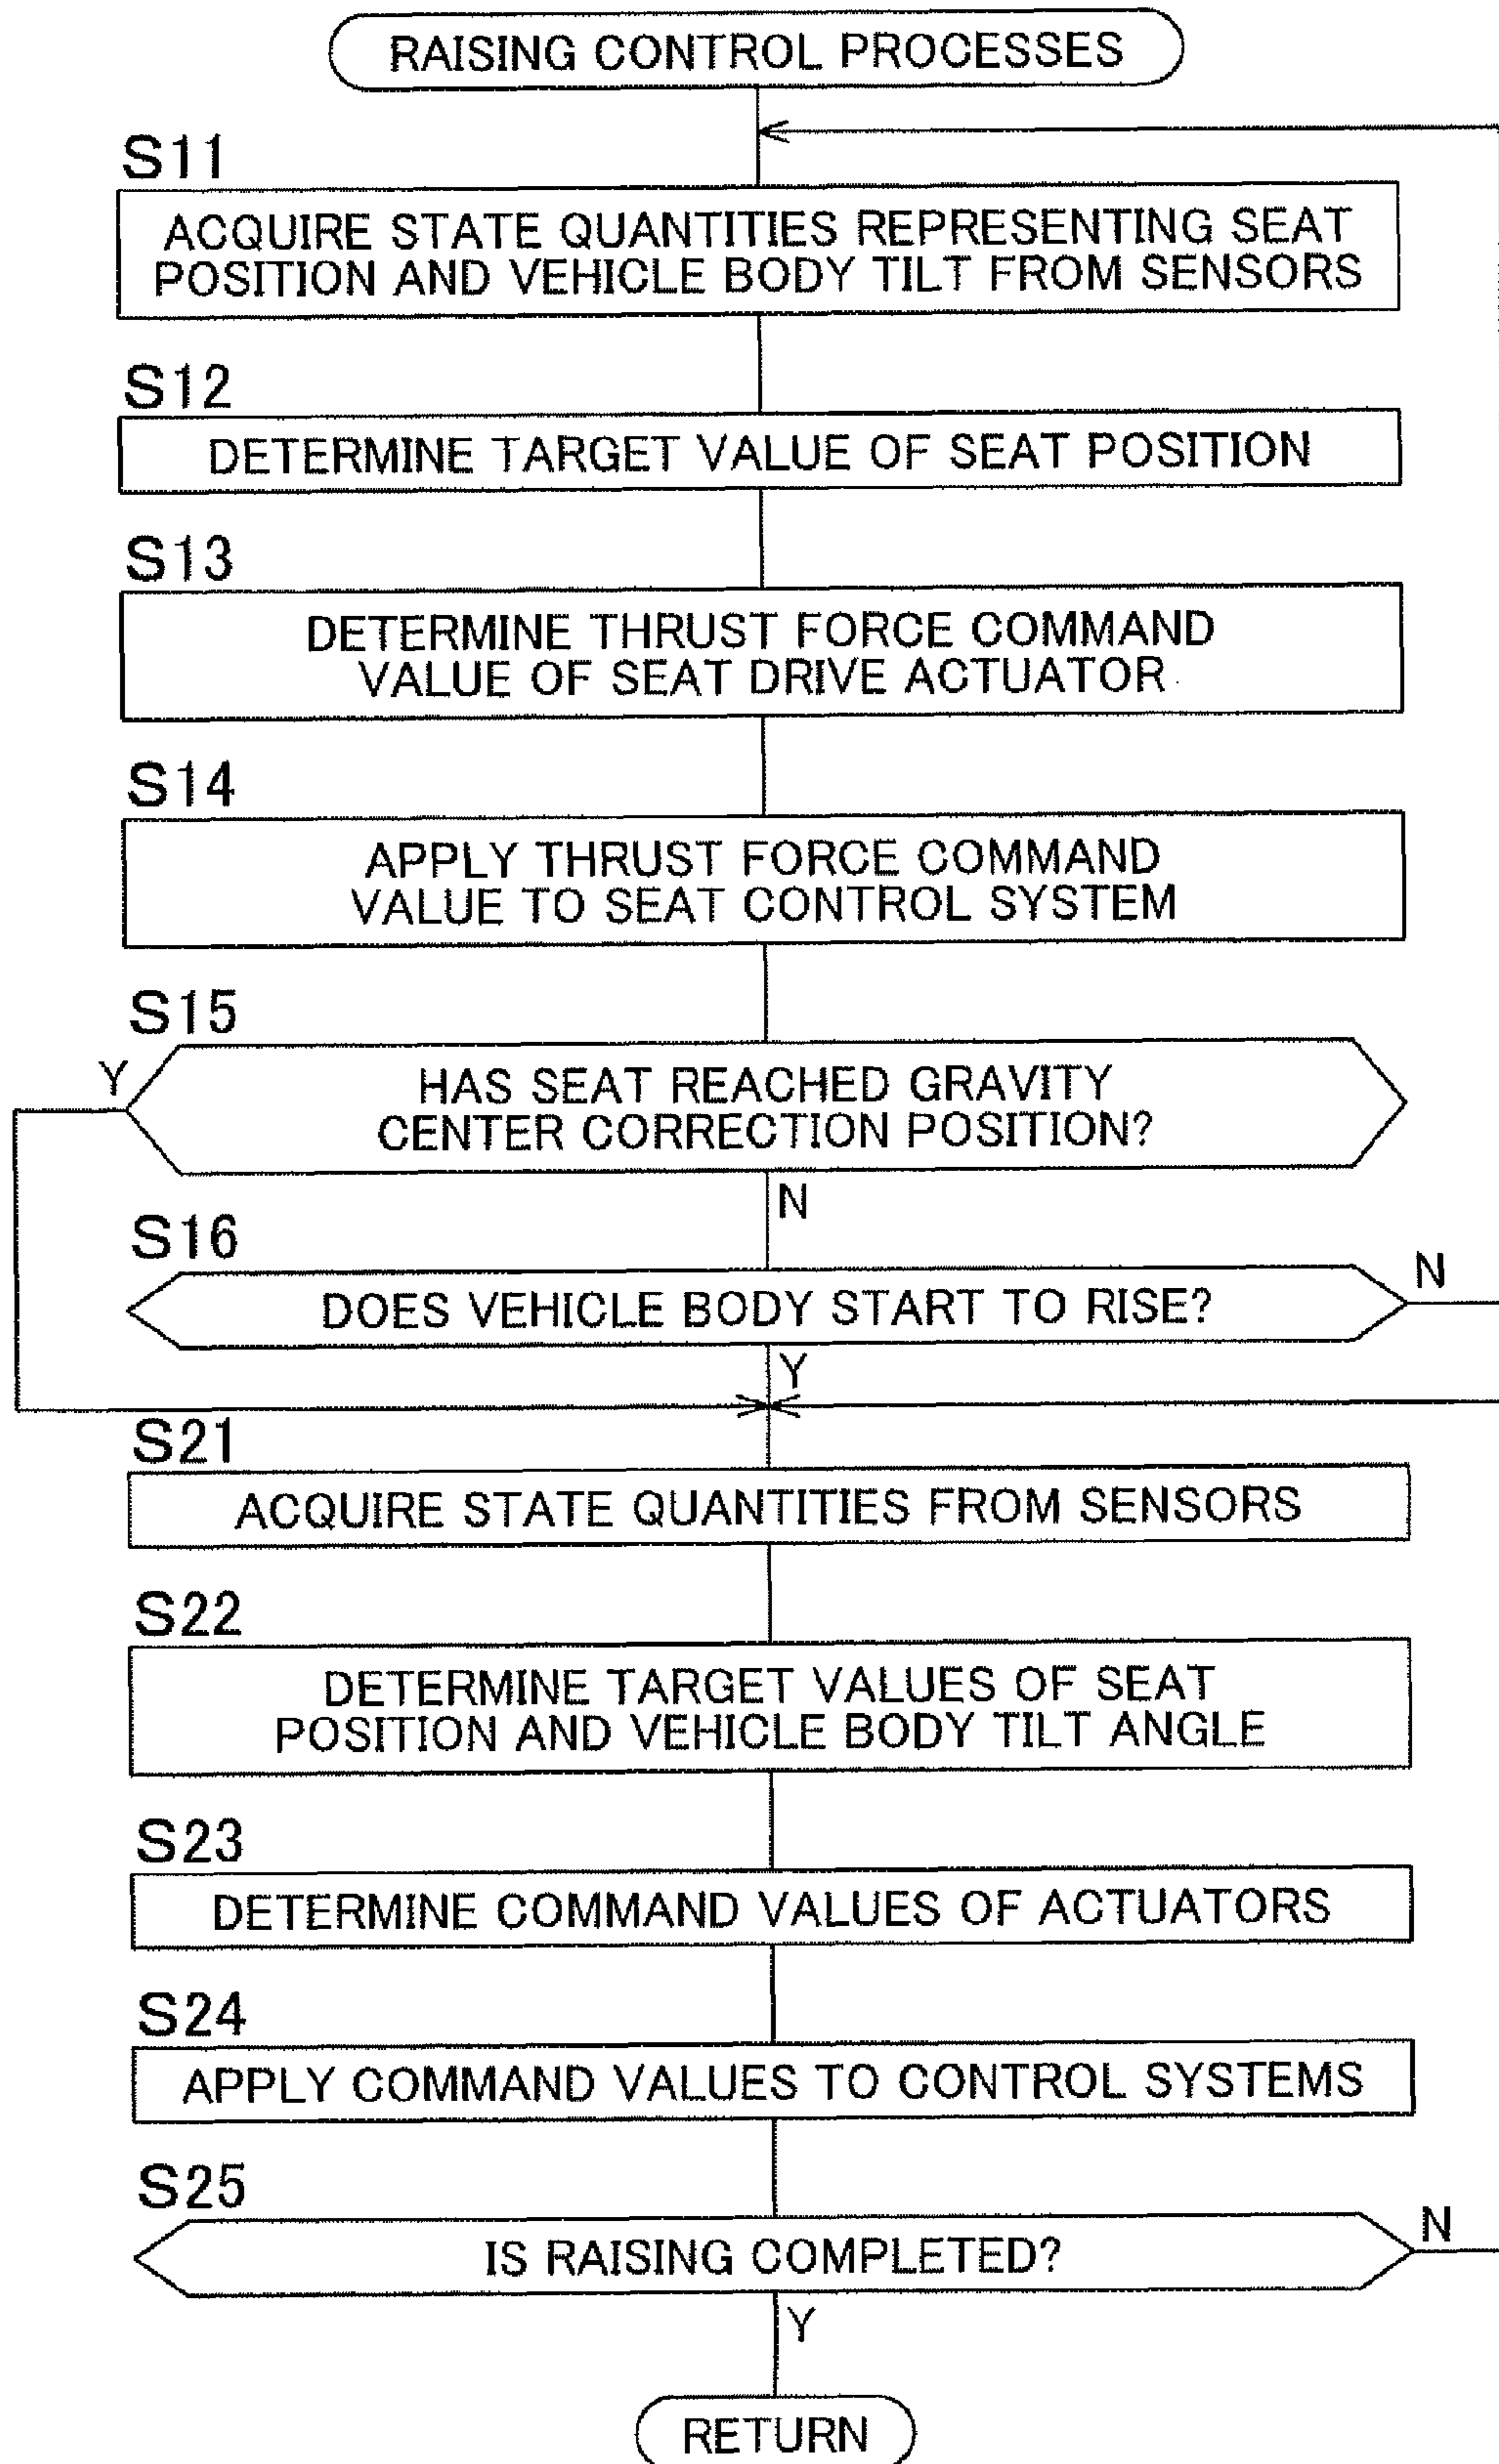 RAISING CONTROL PROCESSES
S11
ACQUIRE STATE QUANTITIES REPRESENTING SEAT
POSITION AND VEHICLE BODY TILT FROM SENSORS
S12
DETERMINE TARGET VALUE OF SEAT POSITION
S13
DETERMINE THRUST FORCE COMMAND
VALUE OF SEAT DRIVE ACTUATOR
S14
APPLY THRUST FORCE COMMAND
VALUE TO SEAT CONTROL SYSTEM
S15
Y
HAS SEAT REACHED GRAVITY
CENTER CORRECTION POSITION?
N
S16
N
DOES VEHICLE BODY START TO RISE?
Y
S21
ACQUIRE STATE QUANTITIES FROM SENSORS
S22
DETERMINE TARGET VALUES OF SEAT
POSITION AND VEHICLE BODY TILT ANGLE
S23
DETERMINE COMMAND VALUES OF ACTUATORS
S24
APPLY COMMAND VALUES TO CONTROL SYSTEMS
S25
N
IS RAISING COMPLETED?
Y
RETURN